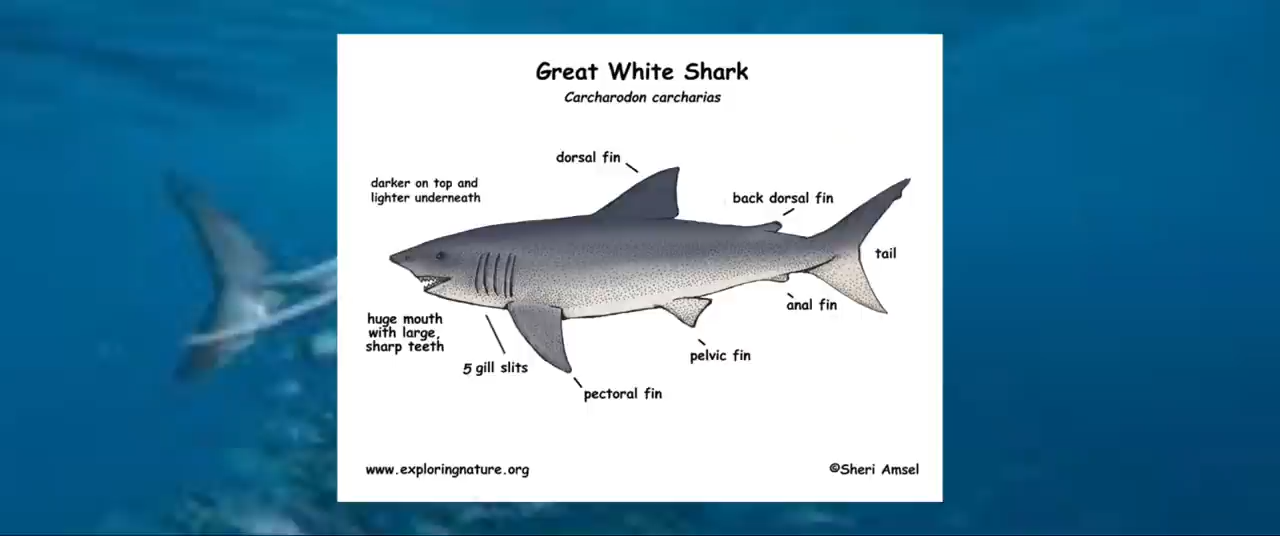 Great White Shark
Carcharodon carcharias
dorsal fin
darker on top and
lighter underneath
back dorsal fin
tail
anal fin
huge mouth
with large,
sharp teeth
5 gill slits
pelvic fin
pectoral fin
www.exploringnature.org
©Sheri Amsel